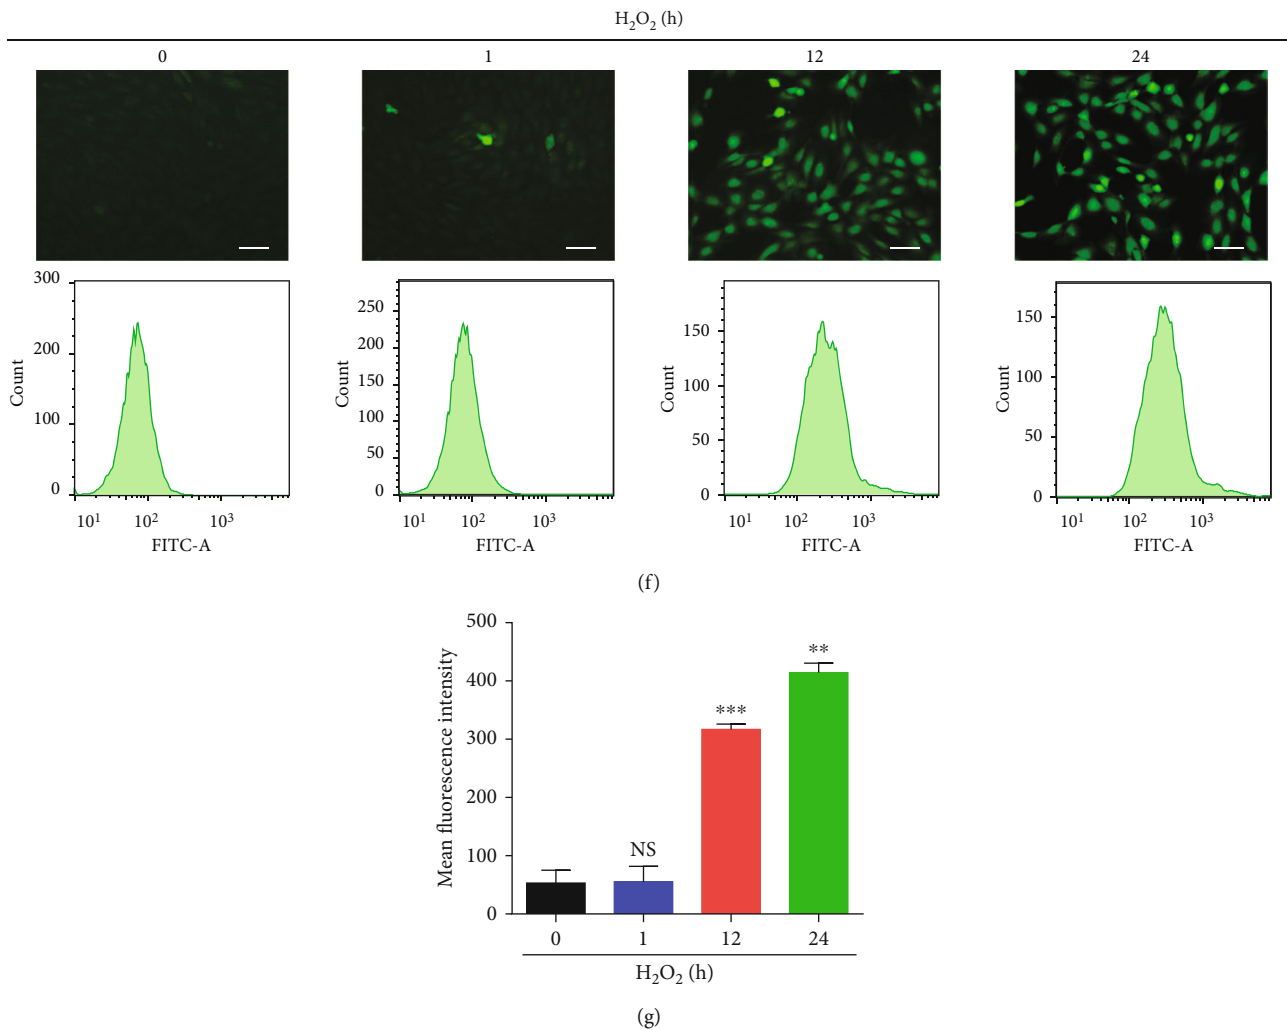 H₂O₂ (h)
0 1 12 24
300
200
100
0
Count
10¹ 10² 10³
FITC-A
250
200
150
100
50
0
Count
10¹ 10² 10³
FITC-A
150
100
50
0
Count
10¹ 10² 10³
FITC-A
150
100
50
0
Count
10¹ 10² 10³
FITC-A
(f)
500
400
300
200
100
0
Mean fluorescence intensity
NS
***
**
0 1 12 24
H₂O₂ (h)
(g)